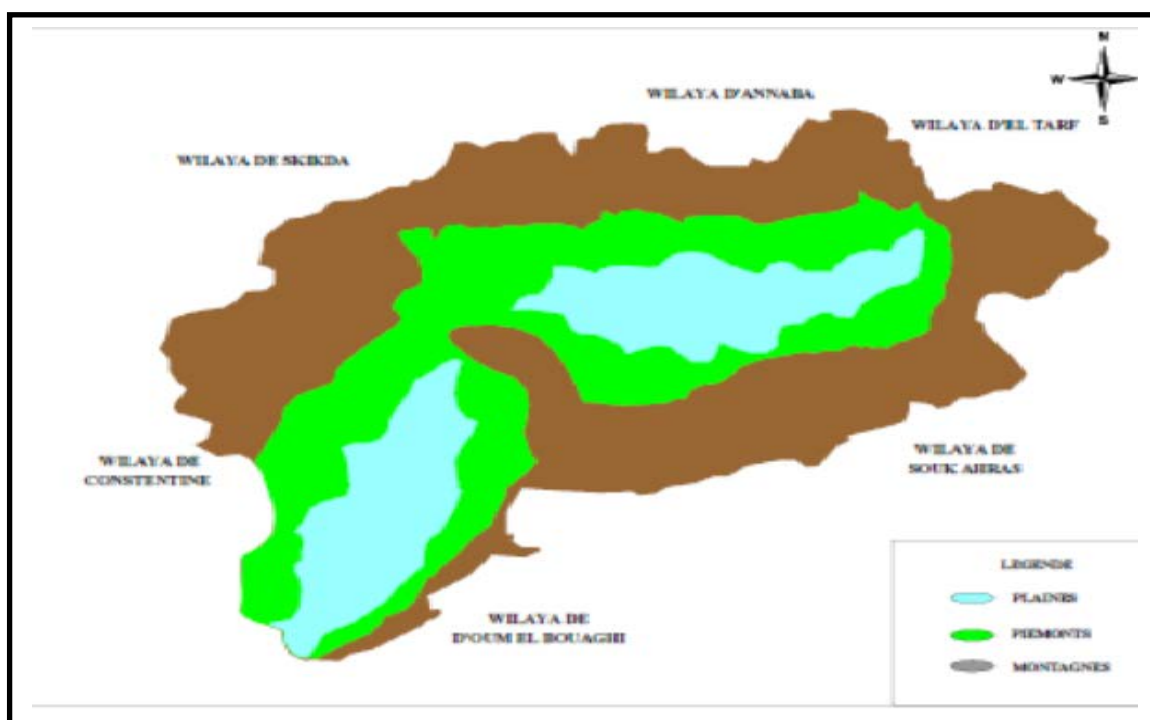 N
W
S
WILAYA D'ANNABA
WILAYA D'EL TARF
WILAYA DE SKIKDA
WILAYA DE
CONSTENTINE
WILAYA DE
SOUK AHRAS
WILAYA DE
D'OUM EL BOUAGHI
LEGENDE
PLAINES
PIEMONTS
MONTAGNES